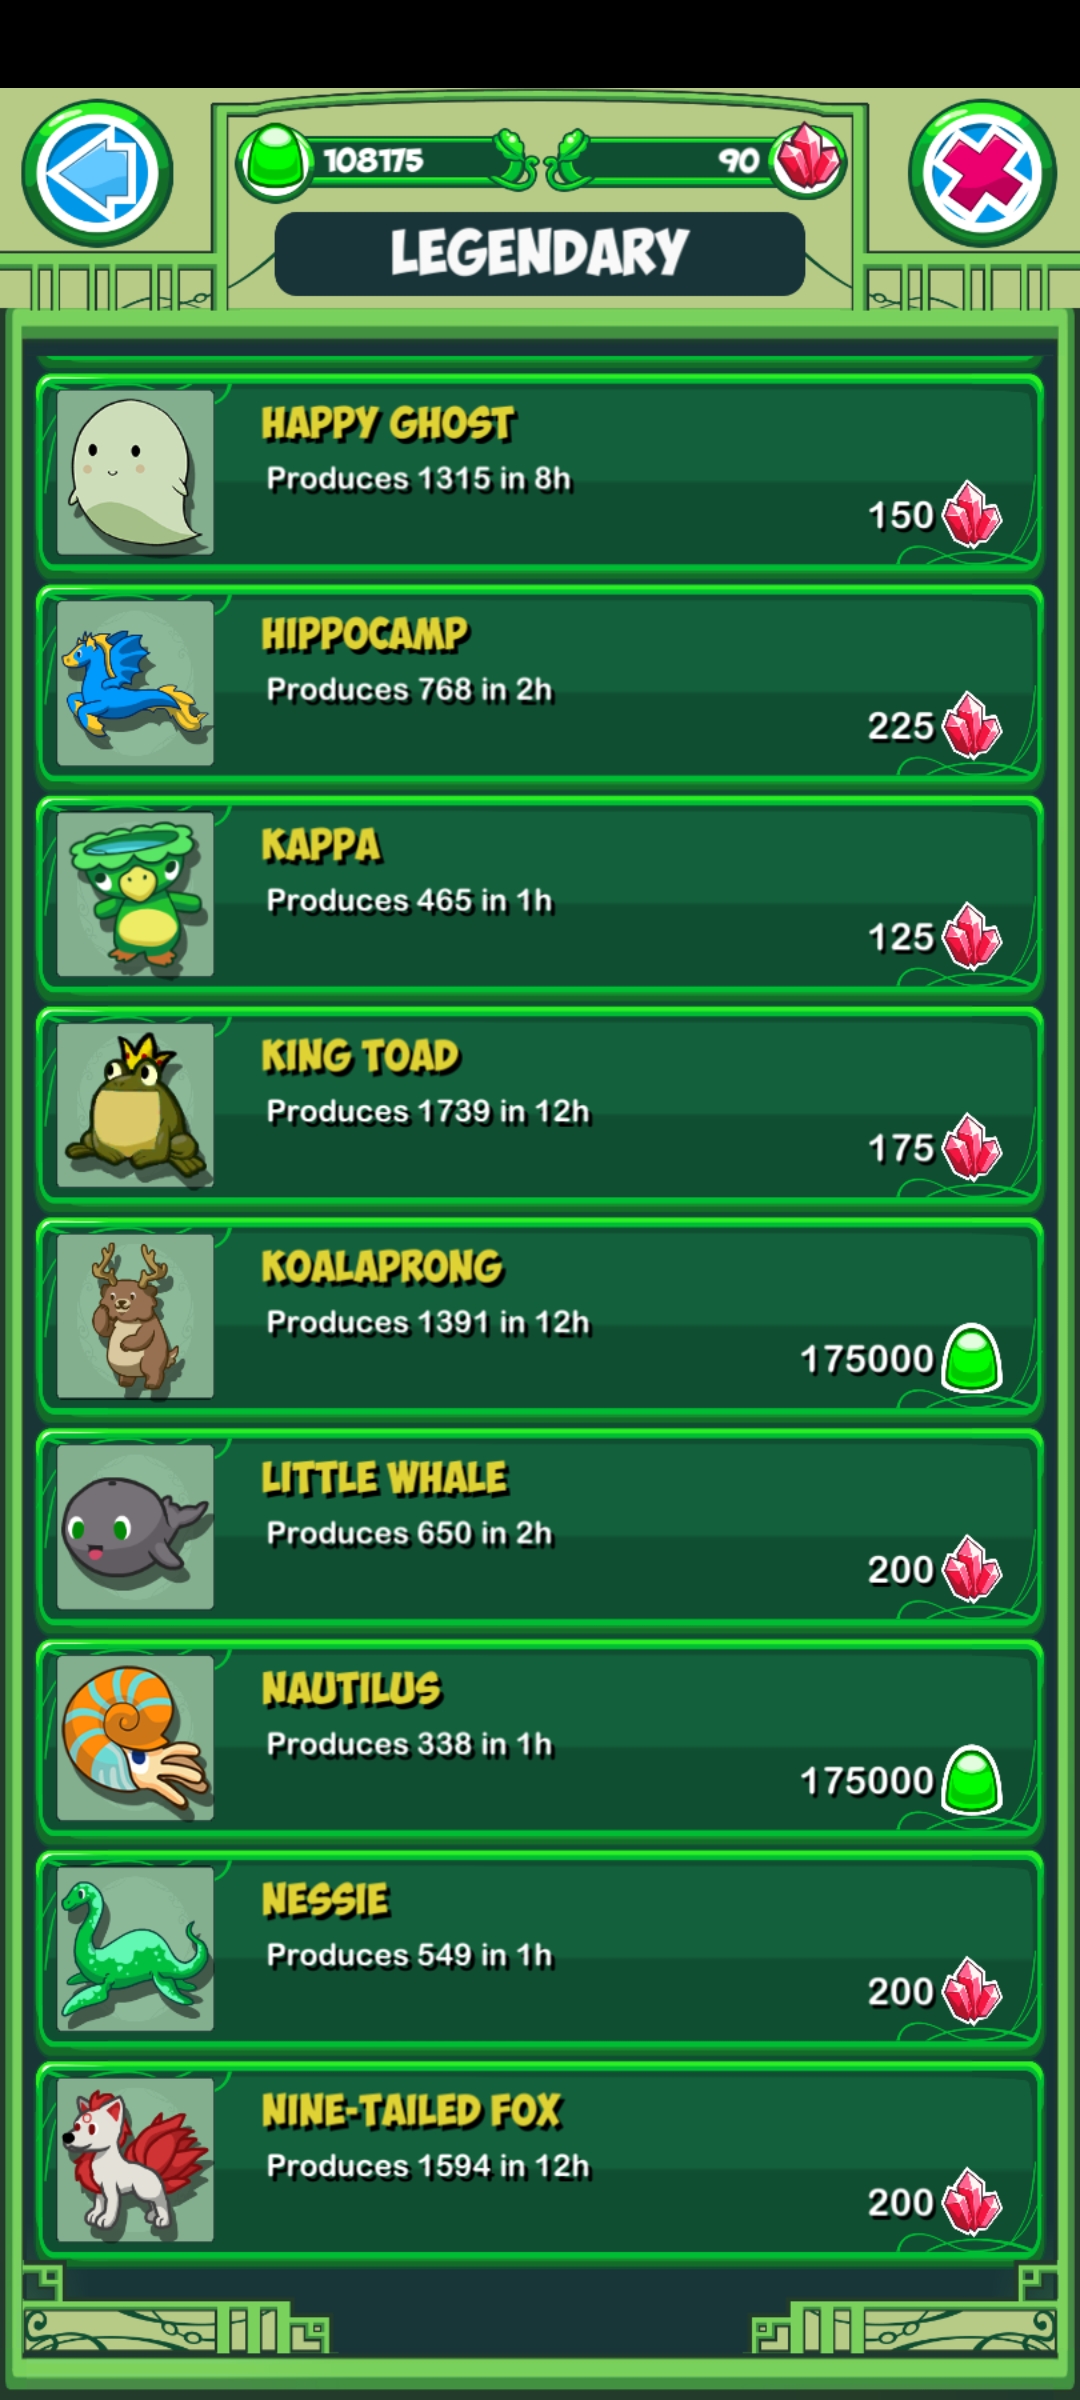 108175
90
LEGENDARY
HAPPY GHOST
Produces 1315 in 8h
150
HIPPOCAMP
Produces 768 in 2h
225
KAPPA
Produces 465 in 1h
125
KING TOAD
Produces 1739 in 12h
175
KOALAPRONG
Produces 1391 in 12h
175000
LITTLE WHALE
Produces 650 in 2h
200
NAUTILUS
Produces 338 in 1h
175000
NESSIE
Produces 549 in 1h
200
NINE-TAILED FOX
Produces 1594 in 12h
200